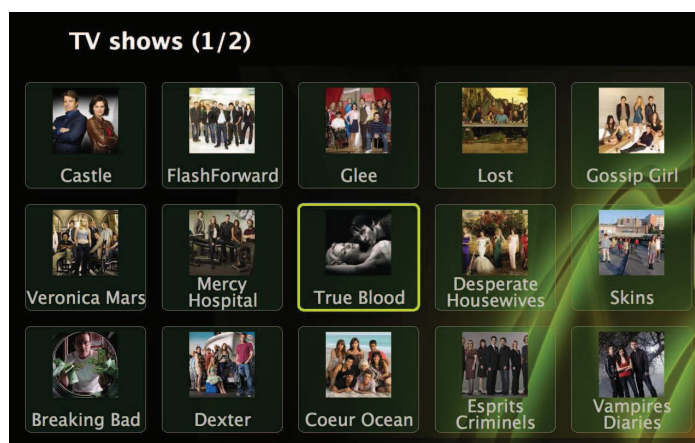 TV shows (1/2)
Castle
FlashForward
Glee
Lost
Gossip Girl
Veronica Mars
Mercy
Hospital
True Blood
Desperate
Housewives
Skins
Breaking Bad
Dexter
Coeur Ocean
Esprits
Criminels
Vampires
Diaries